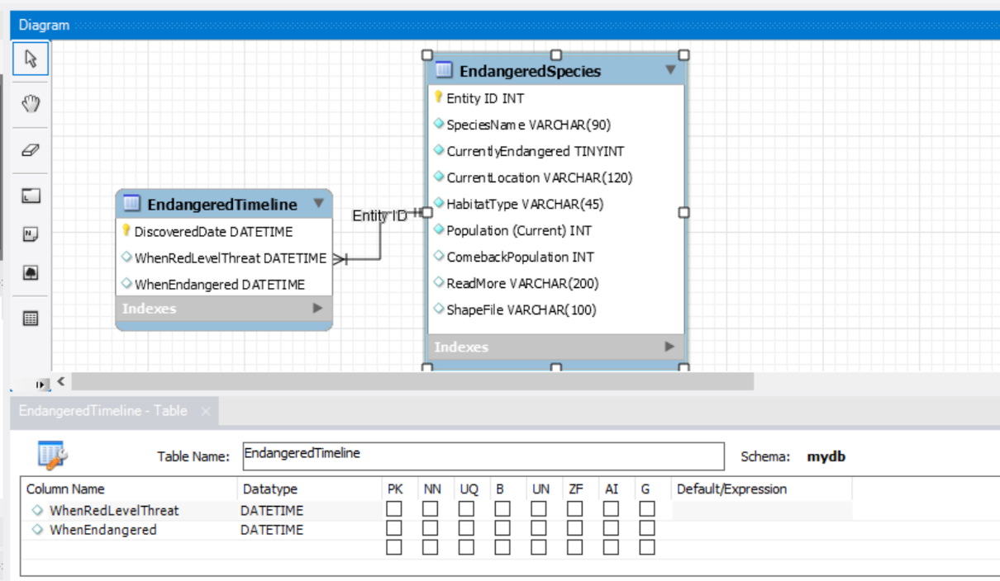 Diagram
EndangeredSpecies
Entity ID INT
SpeciesName VARCHAR(90)
CurrentlyEndangered TINYINT
CurrentLocation VARCHAR(120)
HabitatType VARCHAR(45)
Population (Current) INT
ComebackPopulation INT
ReadMore VARCHAR(200)
ShapeFile VARCHAR(100)
Indexes
EndangeredTimeline
DiscoveredDate DATETIME
WhenRedLevelThreat DATETIME
WhenEndangered DATETIME
Indexes
Entity ID
EndangeredTimeline - Table
Table Name: EndangeredTimeline Schema: mydb
Column Name Datatype PK NN UQ B UN ZF AI G Default/Expression
WhenRedLevelThreat DATETIME
WhenEndangered DATETIME